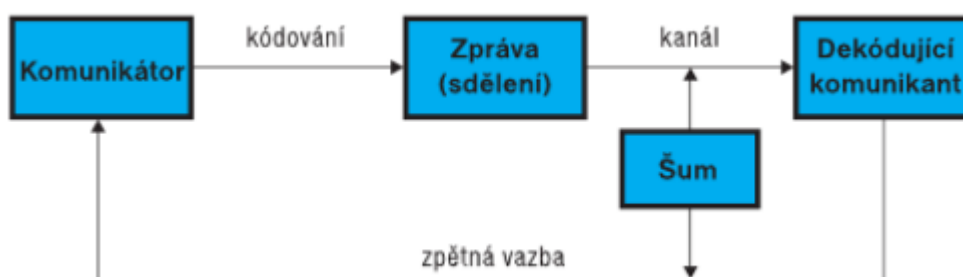 Komunikátor
kódování
Zpráva
(sdělení)
kanál
Dekódující
komunikant
Šum
zpětná vazba